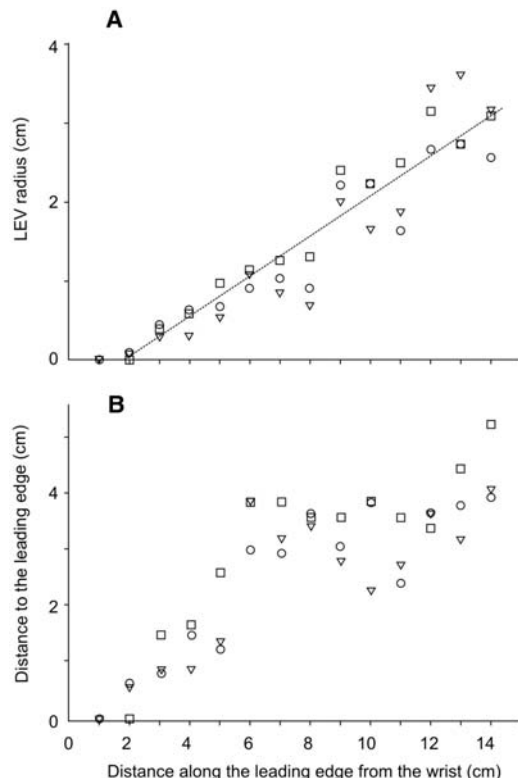 A
4
2
0
LEV radius (cm)
B
4
2
0
Distance to the leading edge (cm)
0 2 4 6 8 10 12 14
Distance along the leading edge from the wrist (cm)